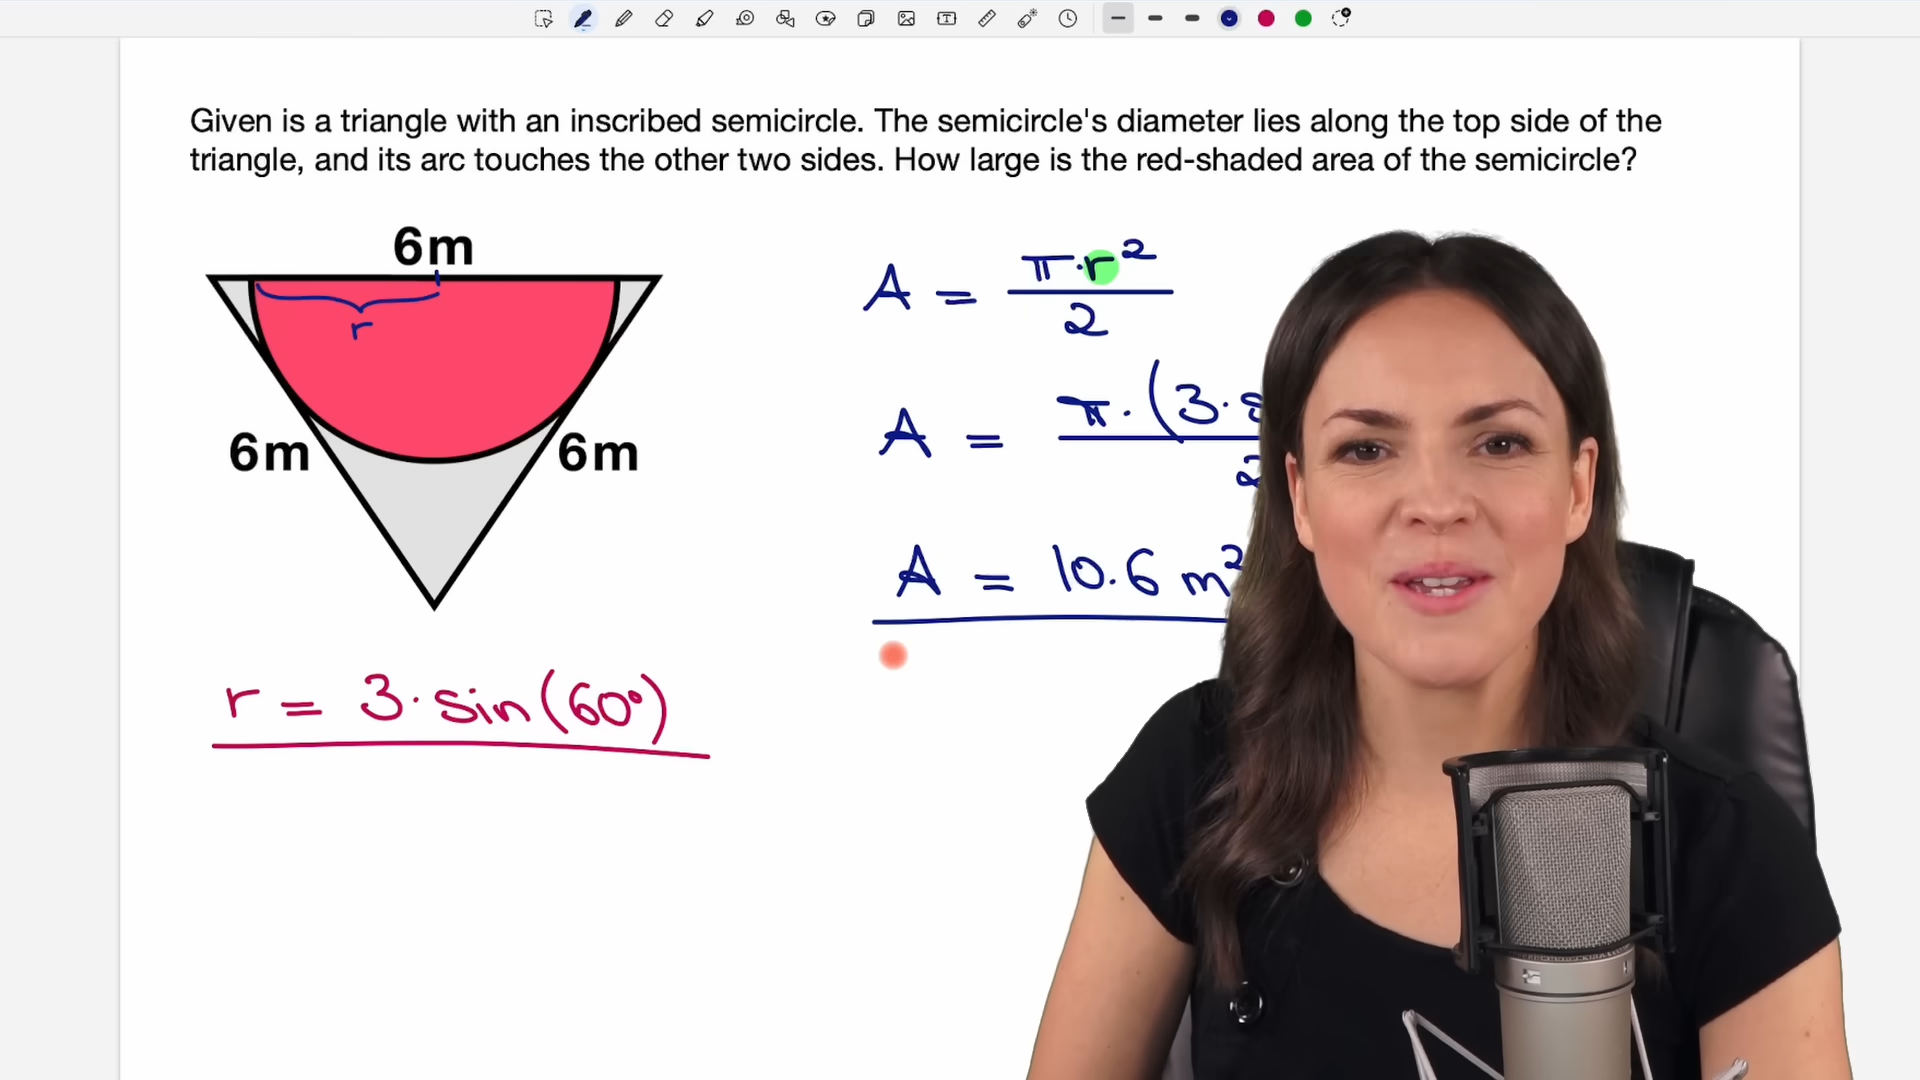 Given is a triangle with an inscribed semicircle. The semicircle's diameter lies along the top side of the
triangle, and its arc touches the other two sides. How large is the red-shaded area of the semicircle?
6m
r
6m
6m
r = 3·sin(60°)
A = π·r²
2
A = π·(3·
2
A = 10.6 m²